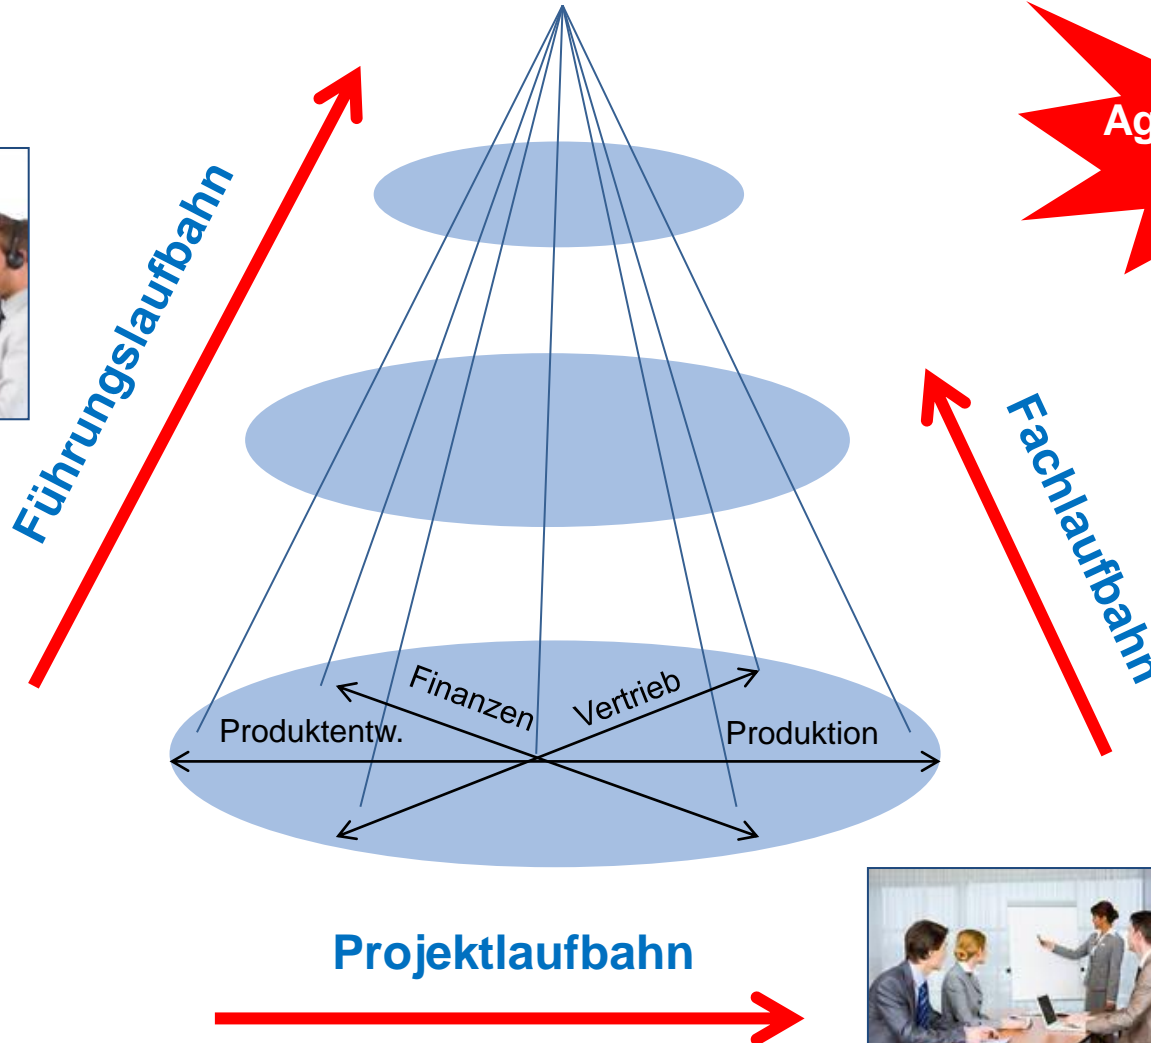 Führungslaufbahn
Fachlaufbahn
Finanzen
Vertrieb
Produktentw.
Produktion
Projektlaufbahn